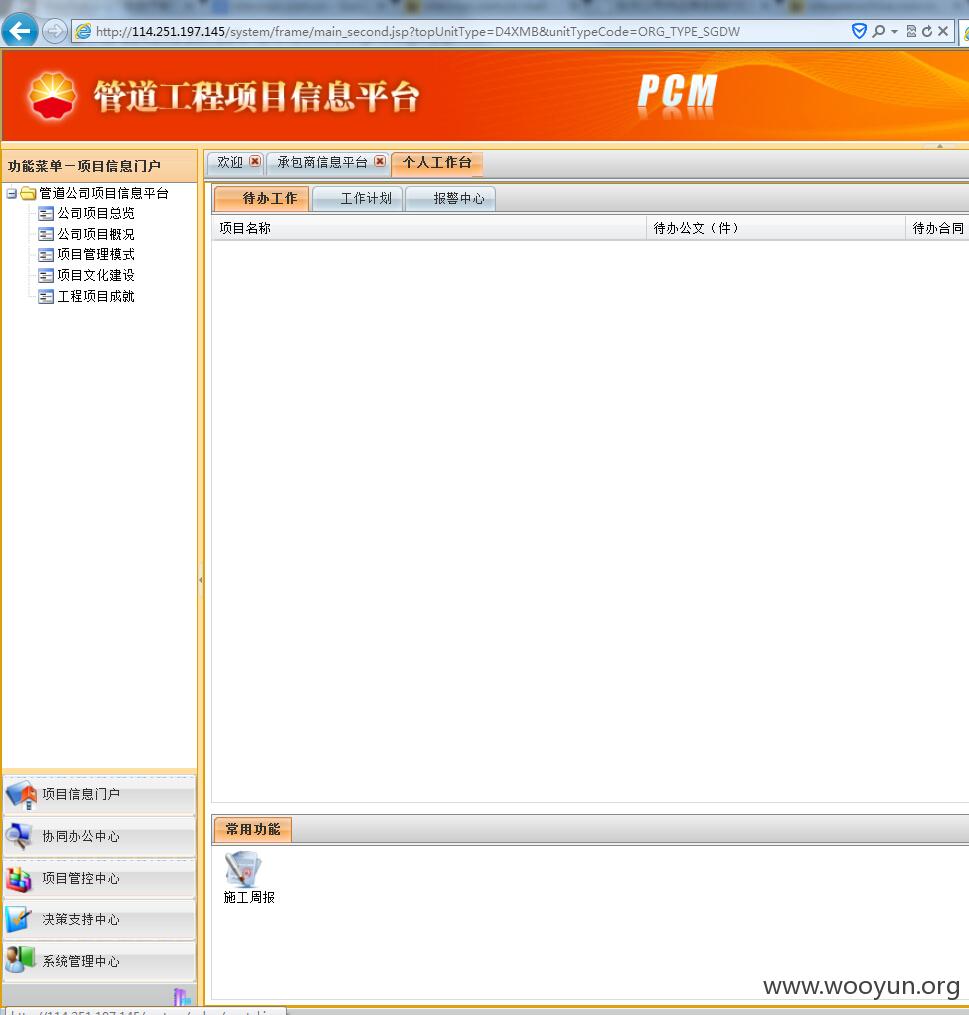 http://114.251.197.145/system/frame/main_second.jsp?topUnitType=D4XMB&unitTypeCode=ORG_TYPE_SGDW
管道工程项目信息平台
PCM
功能菜单－项目信息门户
欢迎
承包商信息平台
个人工作台
管道公司项目信息平台
公司项目总览
公司项目概况
项目管理模式
项目文化建设
工程项目成就
待办工作
工作计划
报警中心
项目名称
待办公文（件）
待办合同
项目信息门户
协同办公中心
项目管控中心
决策支持中心
系统管理中心
常用功能
施工周报
www.wooyun.org